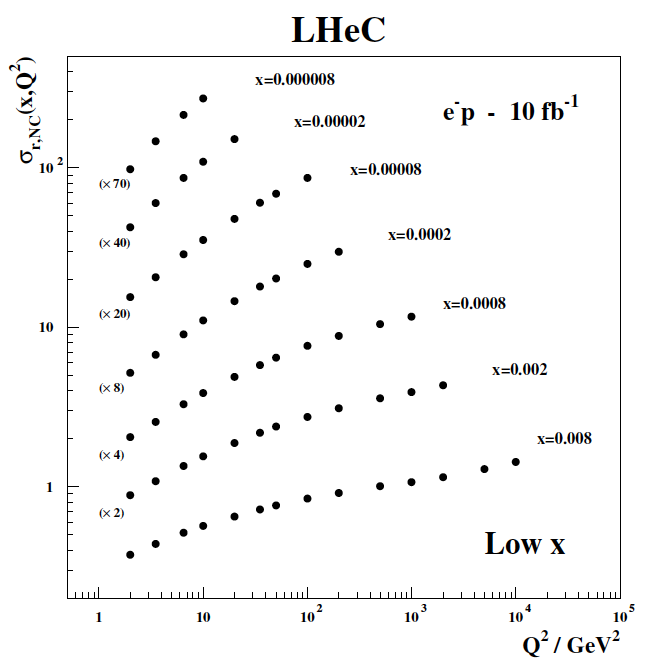 LHeC
σr,NC(x,Q²)
e⁻p - 10 fb⁻¹
x=0.000008
x=0.00002
x=0.00008
x=0.0002
x=0.0008
x=0.002
x=0.008
(× 70)
(× 40)
(× 20)
(× 8)
(× 4)
(× 2)
Low x
10²
10
1
1 10 10² 10³ 10⁴ 10⁵
Q² / GeV²